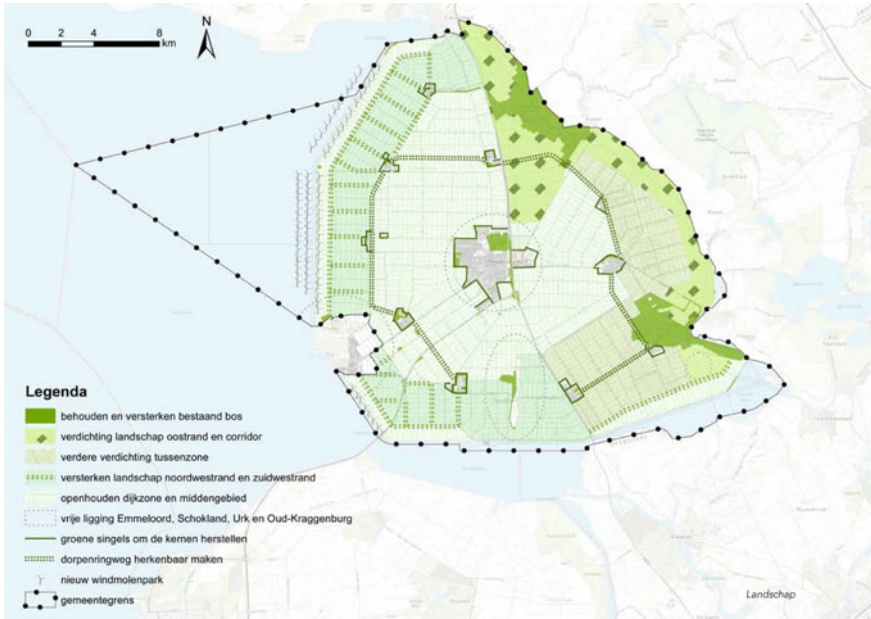 N
0 2 4 8
km
Legenda
behouden en versterken bestaand bos
verdichting landschap oostrand en corridor
verdere verdichting tussenzone
versterken landschap noordwestrand en zuidwestrand
openhouden dijkzone en middengebied
vrije ligging Emmeloord, Schokland, Urk en Oud-Kraggenburg
groene singels om de kernen herstellen
dorpenringweg herkenbaar maken
nieuw windmolenpark
gemeentegrens
Landschap